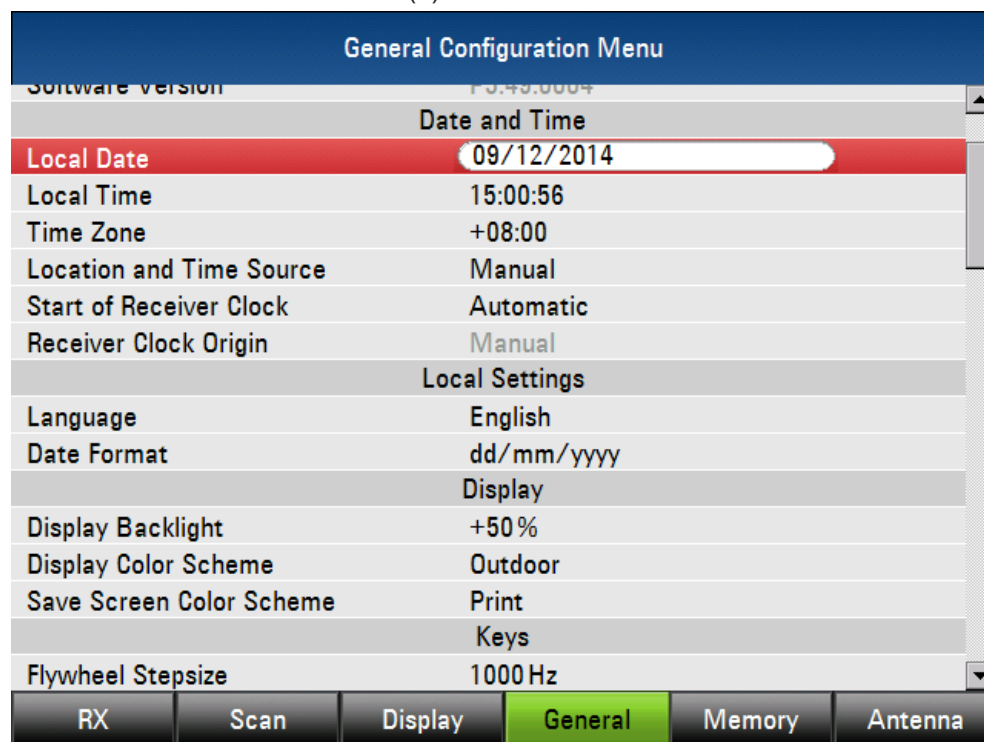 General Configuration Menu
Software Version
Date and Time
Local Date 09/12/2014
Local Time 15:00:56
Time Zone +08:00
Location and Time Source Manual
Start of Receiver Clock Automatic
Receiver Clock Origin Manual
Local Settings
Language English
Date Format dd/mm/yyyy
Display
Display Backlight +50%
Display Color Scheme Outdoor
Save Screen Color Scheme Print
Keys
Flywheel Stepsize 1000 Hz
RX Scan Display General Memory Antenna